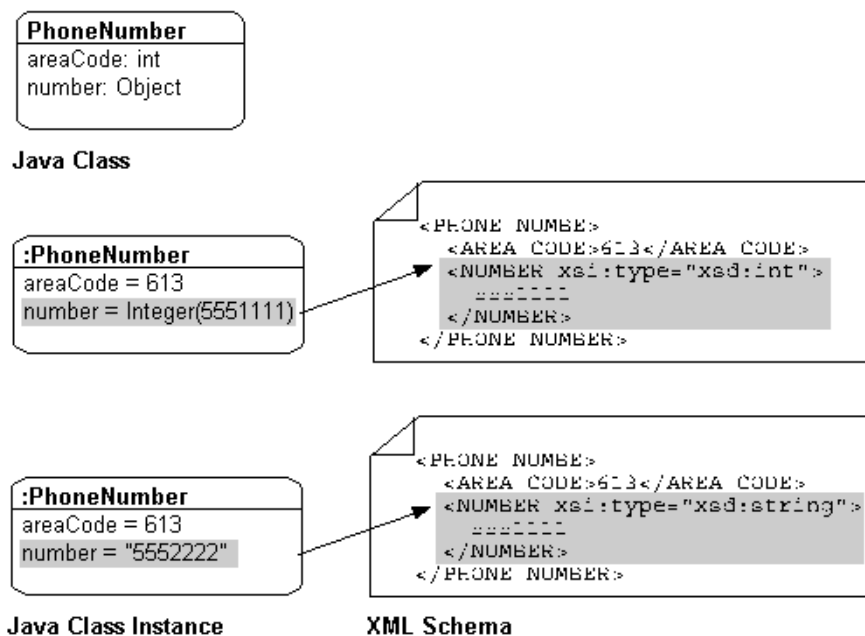 PhoneNumber
areaCode: int
number: Object
Java Class
:PhoneNumber
areaCode = 613
number = Integer(5551111)
<PHONE NUMBE>
<AREA CODE>613</AREA CODE>
<NUMBER xsi:type="xsd:int">
</NUMBER>
</PHONE NUMBER>
:PhoneNumber
areaCode = 613
number = "5552222"
<PHONE NUMBE>
<AREA CODE>613</AREA CODE>
<NUMBER xsi:type="xsd:string">
</NUMBER>
</PHONE NUMBER>
Java Class Instance
XML Schema